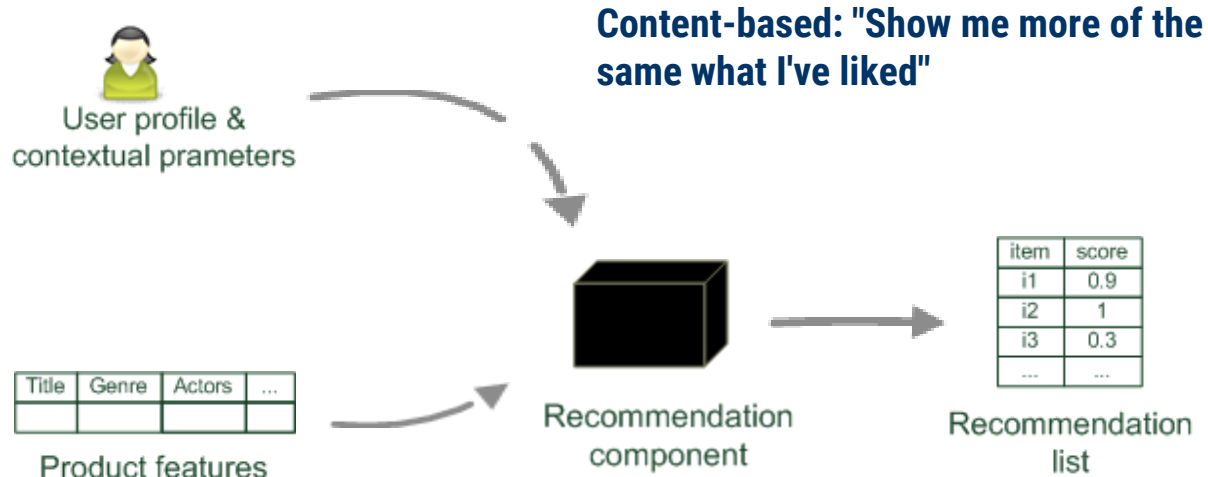 Content-based: "Show me more of the
same what I've liked"
User profile &
contextual prameters
item score
i1 0.9
i2 1
i3 0.3
... ...
Title Genre Actors ...
Product features
Recommendation
component
Recommendation
list